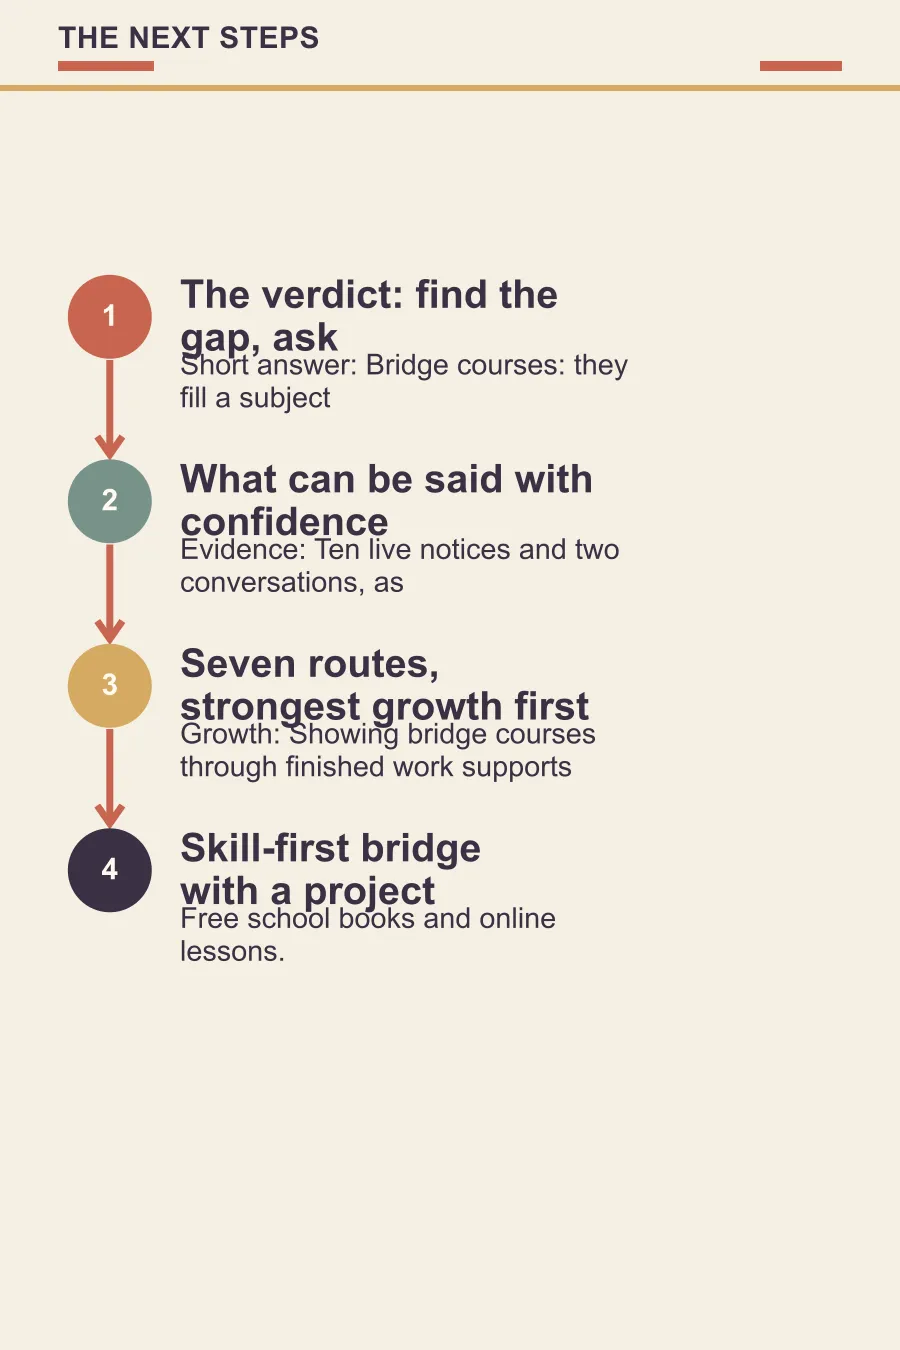 THE NEXT STEPS
1
The verdict: find the
gap, ask
Short answer: Bridge courses: they
fill a subject
2
What can be said with
confidence
Evidence: Ten live notices and two
conversations, as
3
Seven routes,
strongest growth first
Growth: Showing bridge courses
through finished work supports
4
Skill-first bridge
with a project
Free school books and online
lessons.